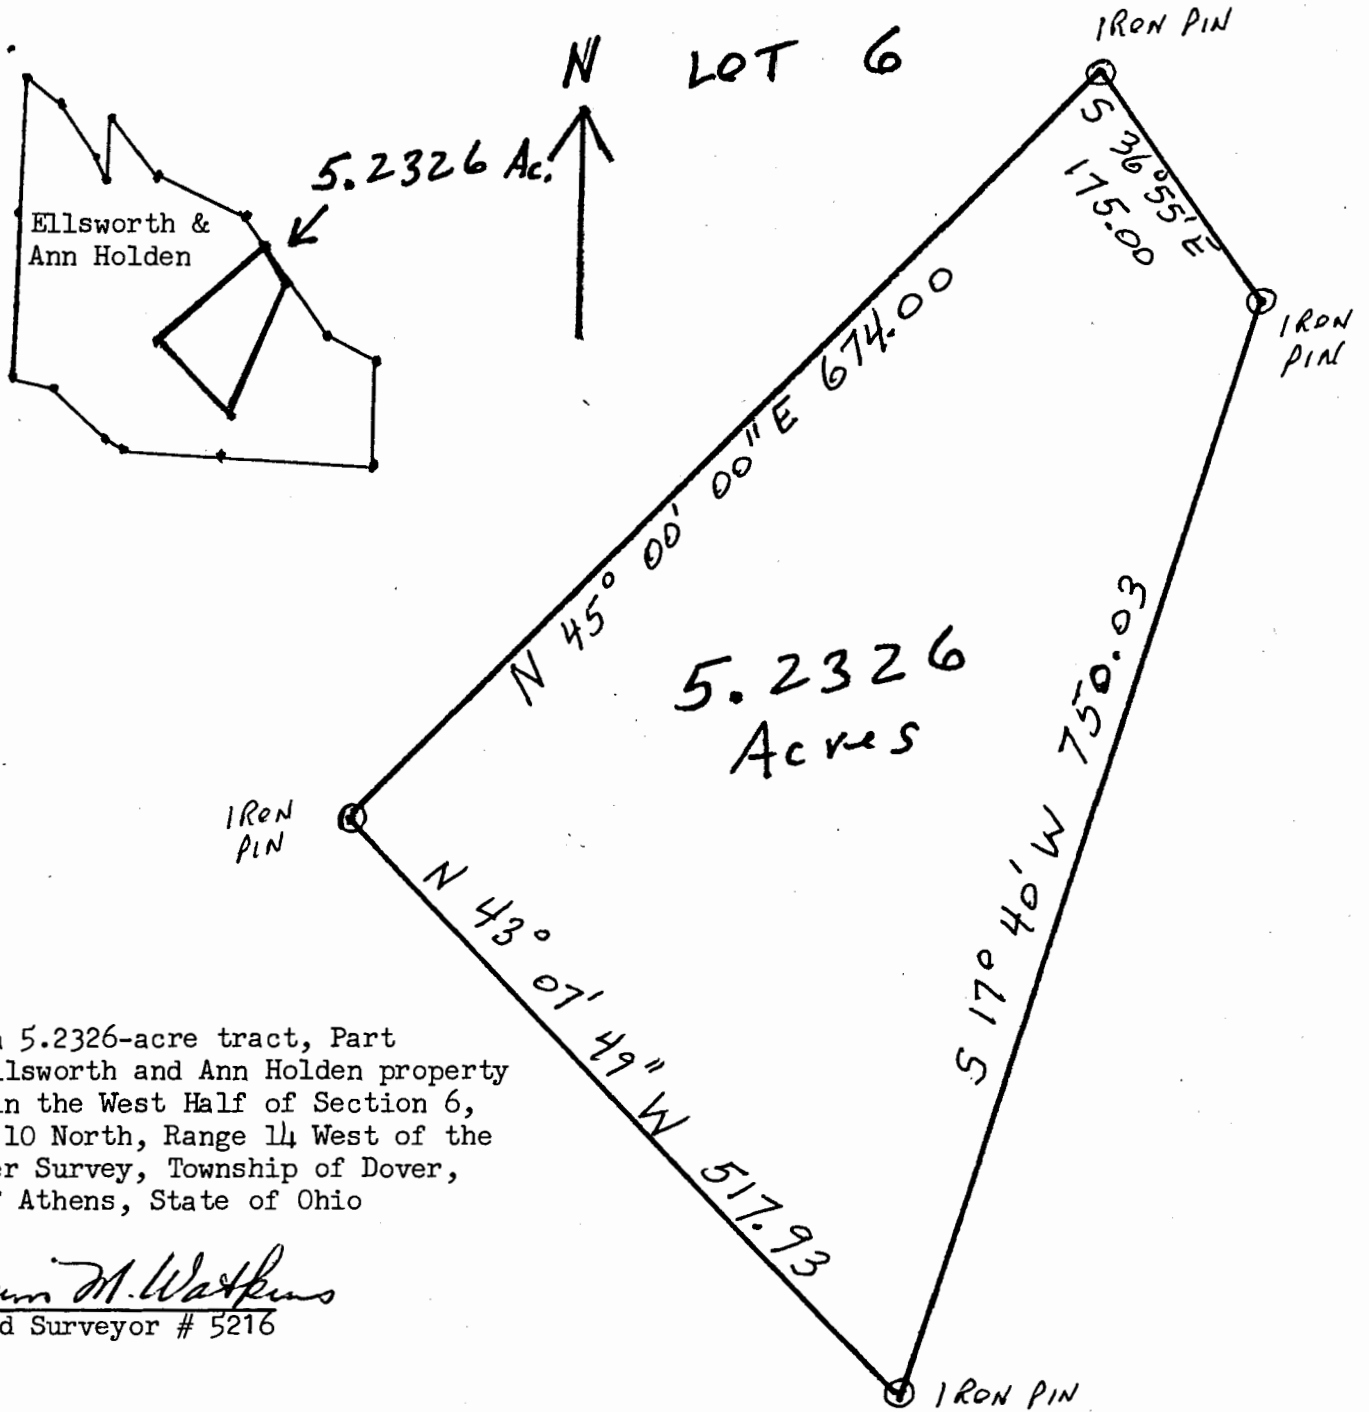 N LOT 6
IRON PIN
5.2326 Ac.
Ellsworth &
Ann Holden
S 36°55' E
175.00
IRON
PIN
N 45° 00' 00" E 674.00
5.2326
Acres
S 17° 40' W 750.03
IRON
PIN
N 43° 07' 49" W 517.93
5.2326-acre tract, Part
llsworth and Ann Holden property
n the West Half of Section 6,
10 North, Range 14 West of the
er Survey, Township of Dover,
Athens, State of Ohio
M. Watkins
d Surveyor # 5216
IRON PIN